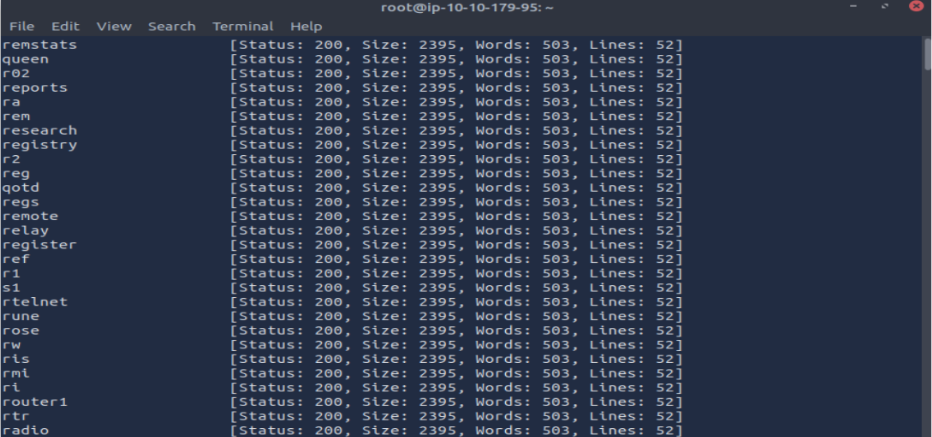 root@ip-10-10-179-95: ~
File Edit View Search Terminal Help
remstats [Status: 200, Size: 2395, Words: 503, Lines: 52]
queen [Status: 200, Size: 2395, Words: 503, Lines: 52]
r02 [Status: 200, Size: 2395, Words: 503, Lines: 52]
reports [Status: 200, Size: 2395, Words: 503, Lines: 52]
ra [Status: 200, Size: 2395, Words: 503, Lines: 52]
rem [Status: 200, Size: 2395, Words: 503, Lines: 52]
research [Status: 200, Size: 2395, Words: 503, Lines: 52]
registry [Status: 200, Size: 2395, Words: 503, Lines: 52]
r2 [Status: 200, Size: 2395, Words: 503, Lines: 52]
reg [Status: 200, Size: 2395, Words: 503, Lines: 52]
qotd [Status: 200, Size: 2395, Words: 503, Lines: 52]
regs [Status: 200, Size: 2395, Words: 503, Lines: 52]
remote [Status: 200, Size: 2395, Words: 503, Lines: 52]
relay [Status: 200, Size: 2395, Words: 503, Lines: 52]
register [Status: 200, Size: 2395, Words: 503, Lines: 52]
ref [Status: 200, Size: 2395, Words: 503, Lines: 52]
r1 [Status: 200, Size: 2395, Words: 503, Lines: 52]
s1 [Status: 200, Size: 2395, Words: 503, Lines: 52]
rtelnet [Status: 200, Size: 2395, Words: 503, Lines: 52]
rune [Status: 200, Size: 2395, Words: 503, Lines: 52]
rose [Status: 200, Size: 2395, Words: 503, Lines: 52]
rw [Status: 200, Size: 2395, Words: 503, Lines: 52]
ris [Status: 200, Size: 2395, Words: 503, Lines: 52]
rmi [Status: 200, Size: 2395, Words: 503, Lines: 52]
ri [Status: 200, Size: 2395, Words: 503, Lines: 52]
router1 [Status: 200, Size: 2395, Words: 503, Lines: 52]
rtr [Status: 200, Size: 2395, Words: 503, Lines: 52]
radio [Status: 200, Size: 2395, Words: 503, Lines: 52]